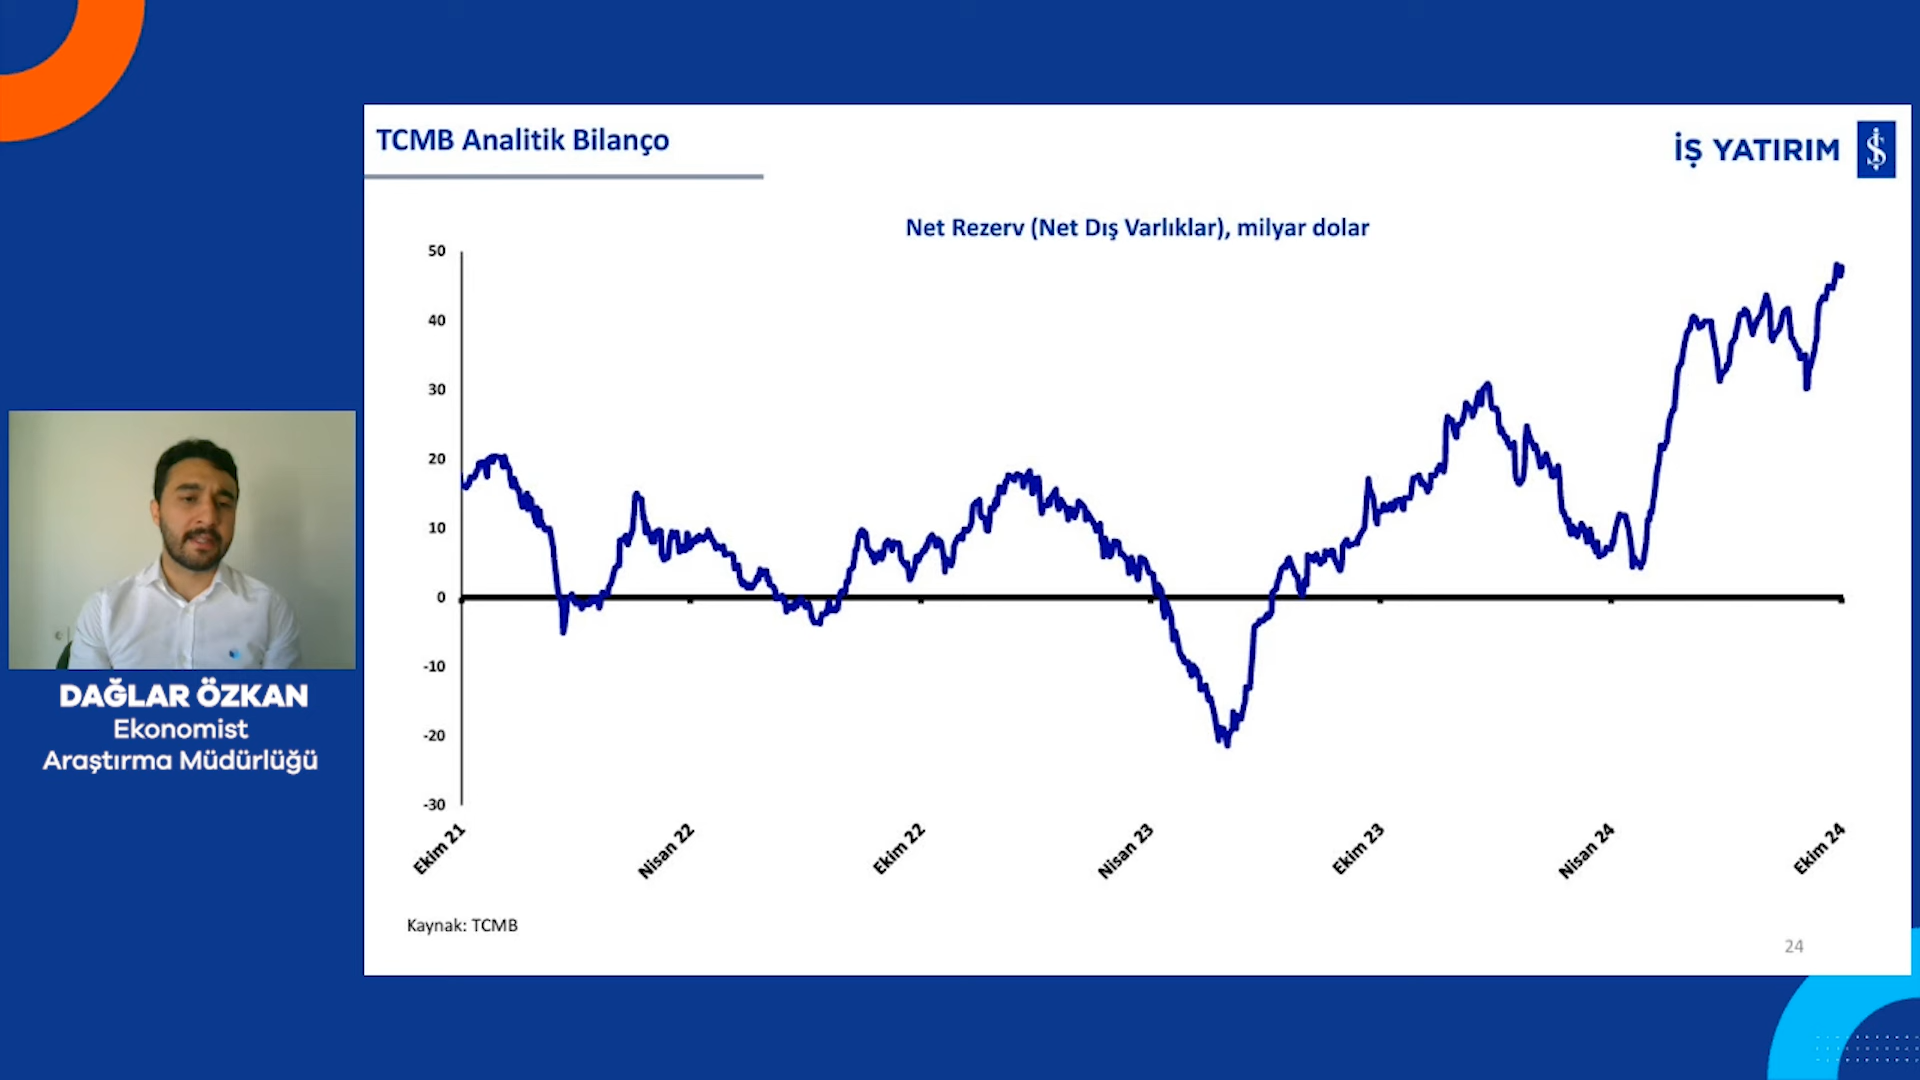 TCMB Analitik Bilanço
İŞ YATIRIM
Net Rezerv (Net Dış Varlıklar), milyar dolar
50
40
30
20
10
0
-10
-20
-30
Ekim 21
Nisan 22
Ekim 22
Nisan 23
Ekim 23
Nisan 24
Ekim 24
Kaynak: TCMB
24
DAĞLAR ÖZKAN
Ekonomist
Araştırma Müdürlüğü